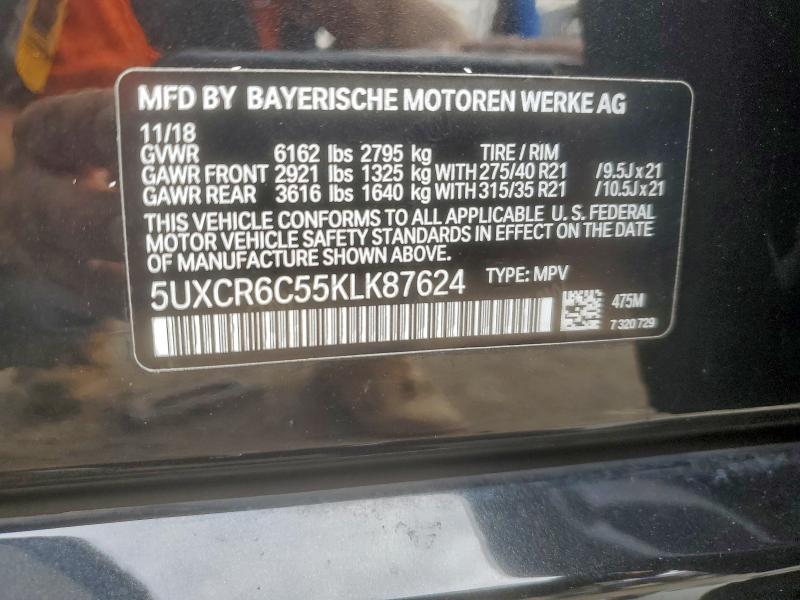 MFD BY BAYERISCHE MOTOREN WERKE AG
11/18
GVWR 6162 lbs 2795 kg TIRE / RIM
GAWR FRONT 2921 lbs 1325 kg WITH 275/40 R21 /9.5J x 21
GAWR REAR 3616 lbs 1640 kg WITH 315/35 R21 /10.5J x 21
THIS VEHICLE CONFORMS TO ALL APPLICABLE U.S. FEDERAL
MOTOR VEHICLE SAFETY STANDARDS IN EFFECT ON THE DATE
OF MANUFACTURE SHOWN ABOVE.
5UXCR6C55KLK87624 TYPE: MPV
475M
7 320 729